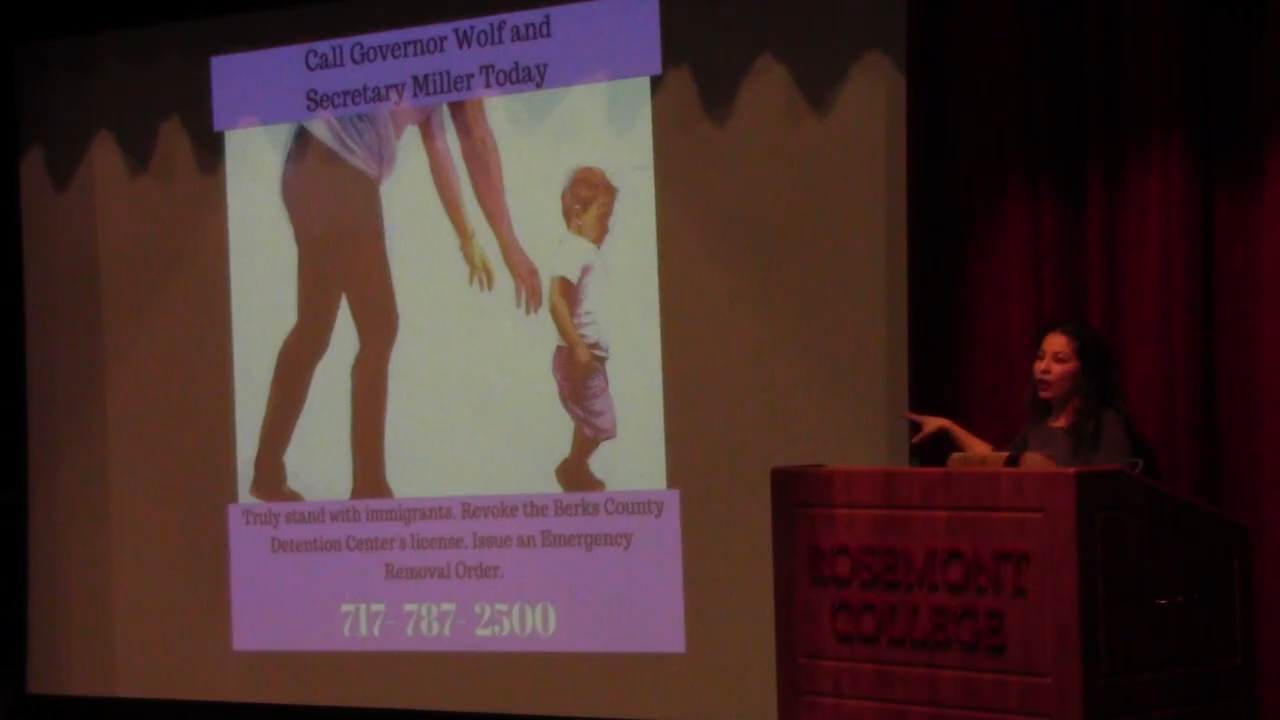 Call Governor Wolf and
Secretary Miller Today
Truly stand with immigrants. Revoke the Berks County
Detention Center's license. Issue an Emergency
Removal Order.
717- 787- 2500
ROSEMONT
COLLEGE